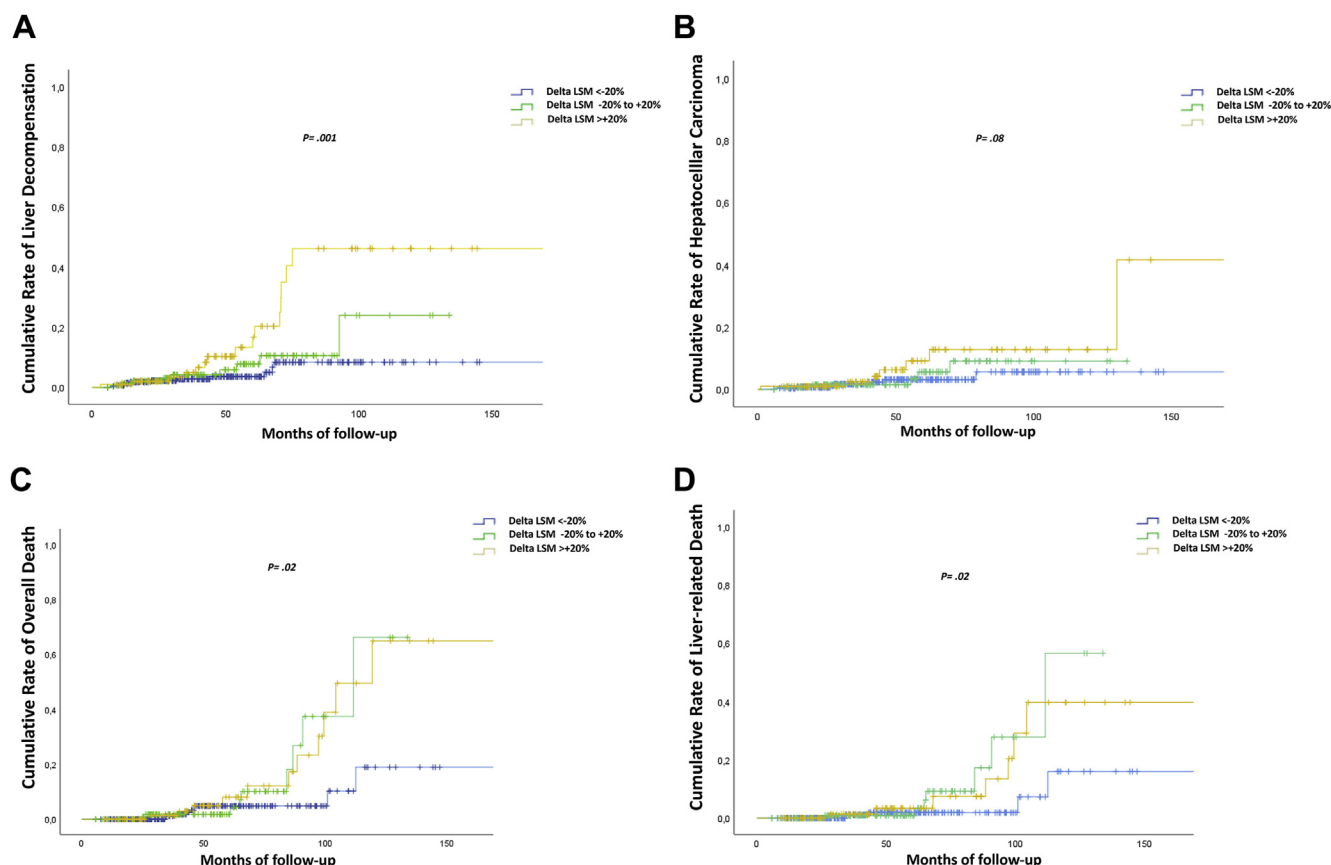 A
Cumulative Rate of Liver Decompensation
1,0
0,8
0,6
0,4
0,2
0,0
0
50
100
150
Months of follow-up
P= .001
Delta LSM <-20%
Delta LSM -20% to +20%
Delta LSM >+20%
B
Cumulative Rate of Hepatocelllar Carcinoma
1,0
0,8
0,6
0,4
0,2
0,0
0
50
100
150
Months of follow-up
P= .08
Delta LSM <-20%
Delta LSM -20% to +20%
Delta LSM >+20%
C
Cumulative Rate of Overall Death
1,0
0,8
0,6
0,4
0,2
0,0
0
50
100
150
Months of follow-up
P= .02
Delta LSM <-20%
Delta LSM -20% to +20%
Delta LSM >+20%
D
Cumulative Rate of Liver-related Death
1,0
0,8
0,6
0,4
0,2
0,0
0
50
100
150
Months of follow-up
P= .02
Delta LSM <-20%
Delta LSM -20% to +20%
Delta LSM >+20%